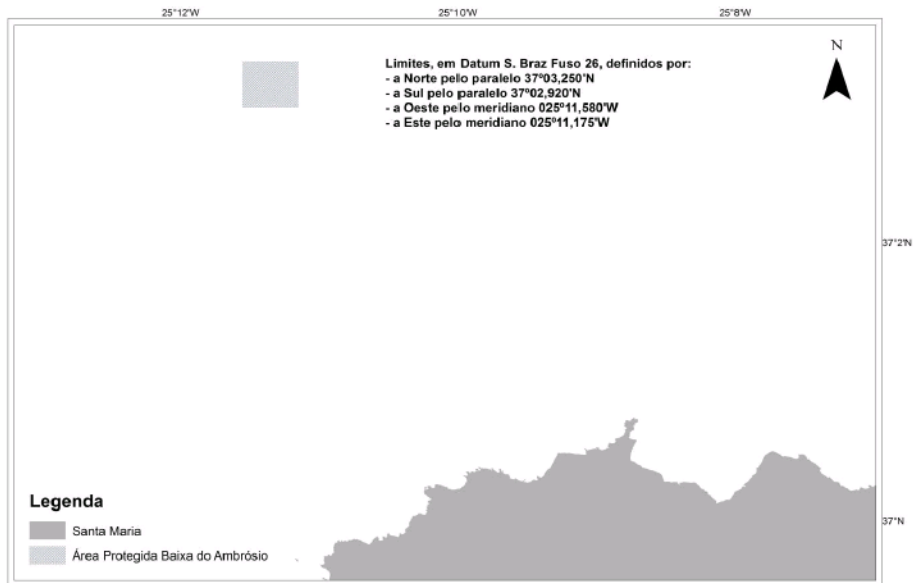 25°12'W 25°10'W 25°8'W
N
Limites, em Datum S. Braz Fuso 26, definidos por:
- a Norte pelo paralelo 37º03,250'N
- a Sul pelo paralelo 37º02,920'N
- a Oeste pelo meridiano 025º11,580'W
- a Este pelo meridiano 025º11,175'W
37°2'N
37°N
Legenda
Santa Maria
Área Protegida Baixa do Ambrósio